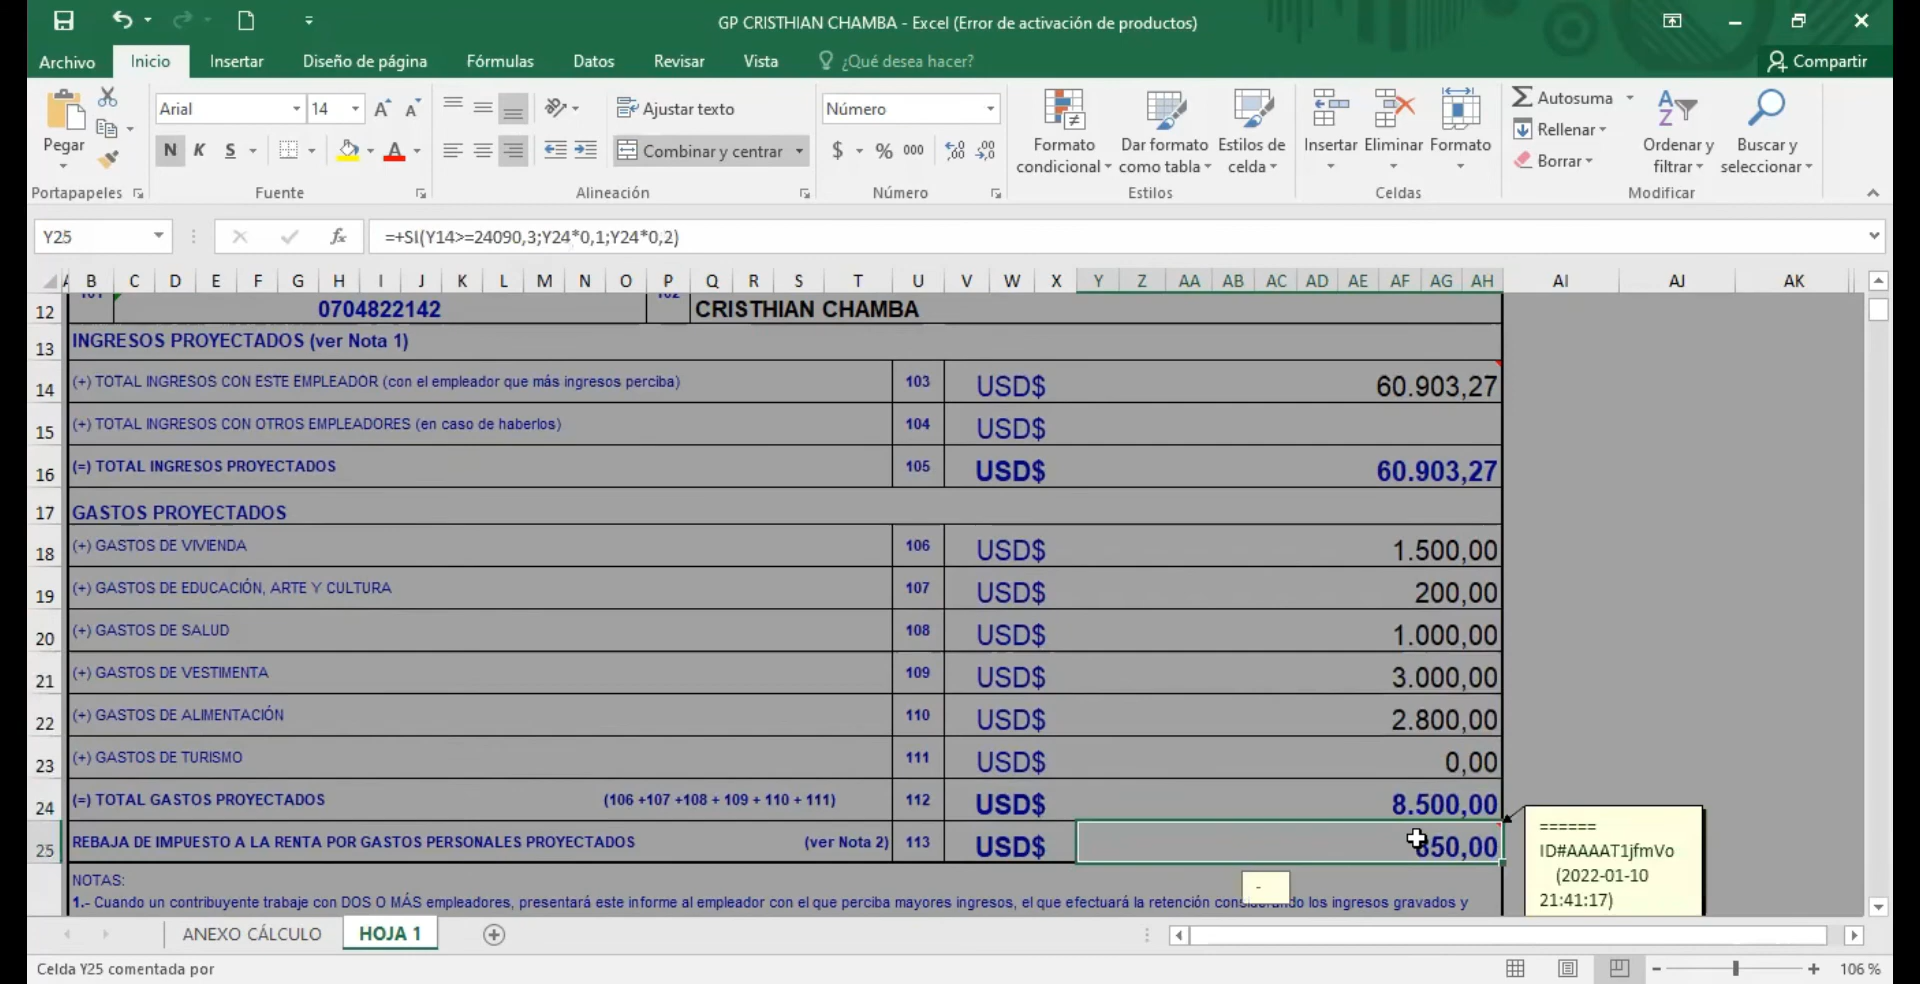 GP CRISTHIAN CHAMBA - Excel (Error de activación de productos)
Archivo Inicio Insertar Diseño de página Fórmulas Datos Revisar Vista ¿Qué desea hacer? Compartir
Pegar
Arial 14
N K S
Ajustar texto
Combinar y centrar
Número
$ % 000
Formato condicional
Dar formato como tabla
Estilos de celda
Insertar Eliminar Formato
Autosuma
Rellenar
Borrar
Ordenar y filtrar
Buscar y seleccionar
Portapapeles Fuente Alineación Número Estilos Celdas Modificar
Y25 fx =+SI(Y14>=24090,3;Y24*0,1;Y24*0,2)
B C D E F G H I J K L M N O P Q R S T U V W X Y Z AA AB AC AD AE AF AG AH AI AJ AK
12 0704822142 CRISTHIAN CHAMBA
13 INGRESOS PROYECTADOS (ver Nota 1)
14 (+) TOTAL INGRESOS CON ESTE EMPLEADOR (con el empleador que más ingresos perciba) 103 USD$ 60.903,27
15 (+) TOTAL INGRESOS CON OTROS EMPLEADORES (en caso de haberlos) 104 USD$
16 (=) TOTAL INGRESOS PROYECTADOS 105 USD$ 60.903,27
17 GASTOS PROYECTADOS
18 (+) GASTOS DE VIVIENDA 106 USD$ 1.500,00
19 (+) GASTOS DE EDUCACIÓN, ARTE Y CULTURA 107 USD$ 200,00
20 (+) GASTOS DE SALUD 108 USD$ 1.000,00
21 (+) GASTOS DE VESTIMENTA 109 USD$ 3.000,00
22 (+) GASTOS DE ALIMENTACIÓN 110 USD$ 2.800,00
23 (+) GASTOS DE TURISMO 111 USD$ 0,00
24 (=) TOTAL GASTOS PROYECTADOS (106 +107 +108 + 109 + 110 + 111) 112 USD$ 8.500,00
25 REBAJA DE IMPUESTO A LA RENTA POR GASTOS PERSONALES PROYECTADOS (ver Nota 2) 113 USD$ 850,00
======
ID#AAAAT1jfmVo
(2022-01-10
21:41:17)
-
NOTAS:
1.- Cuando un contribuyente trabaje con DOS O MÁS empleadores, presentará este informe al empleador con el que perciba mayores ingresos, el que efectuará la retención considerando los ingresos gravados y
ANEXO CÁLCULO HOJA 1
Celda Y25 comentada por
106 %